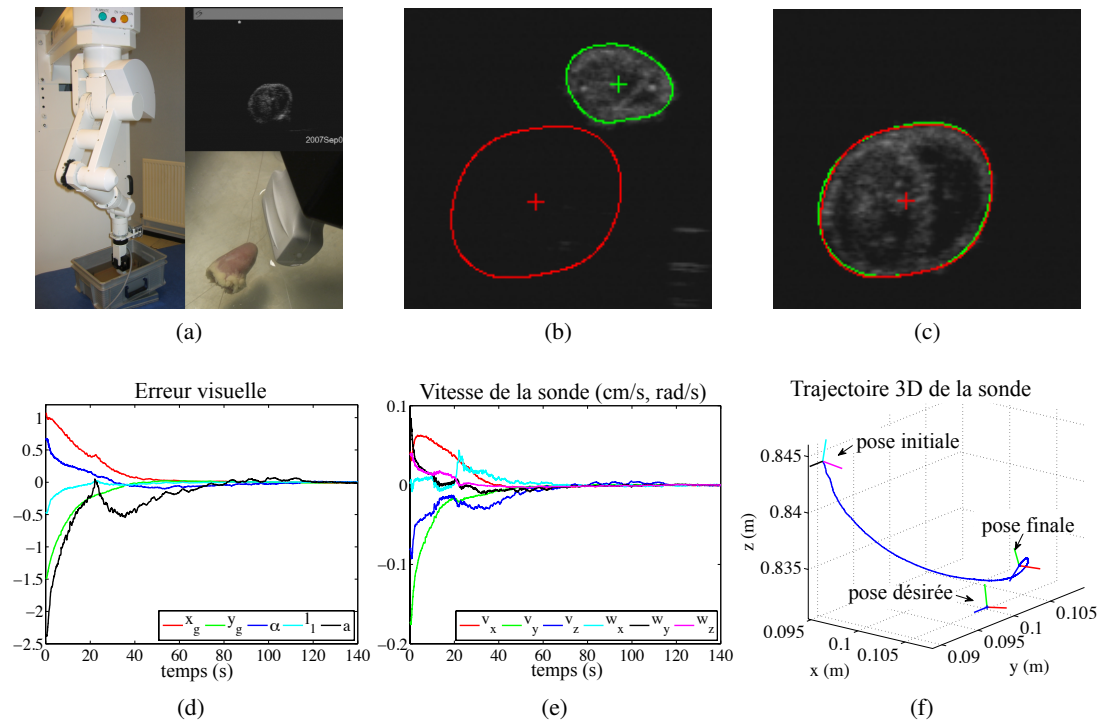 2007Sep0
(a)
(b)
(c)
Erreur visuelle
1
0.5
0
−0.5
−1
−1.5
−2
−2.5
0 20 40 60 80 100 120 140
x_g y_g α l_1 a
temps (s)
(d)
Vitesse de la sonde (cm/s, rad/s)
0.1
0
−0.1
−0.2
0 20 40 60 80 100 120 140
v_x v_y v_z w_x w_y w_z
temps (s)
(e)
Trajectoire 3D de la sonde
pose initiale
pose finale
pose désirée
z (m)
0.845
0.84
0.835
0.095
0.1
0.105
x (m)
0.09
0.095
0.1
0.105
y (m)
(f)